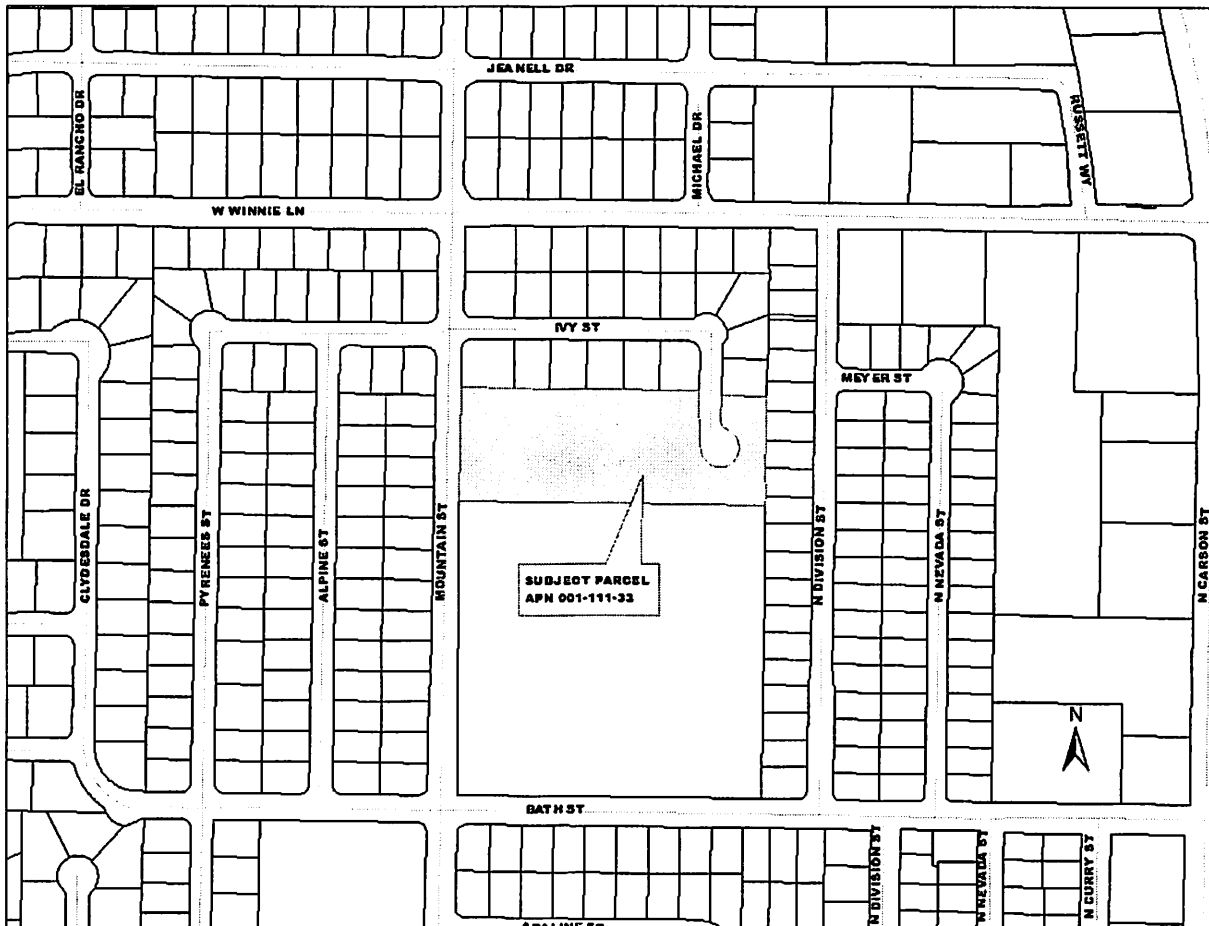 JEANELL DR
EL RANCHO DR
MICHAEL DR
RUSSETT WY
W WINNIE LN
IVY ST
MEYER ST
CLYDESDALE DR
PYRENEES ST
ALPINE ST
MOUNTAIN ST
N DIVISION ST
N NEVADA ST
N CARSON ST
SUBJECT PARCEL
APN 001-111-33
N
BATH ST
N DIVISION ST
N NEVADA ST
N CURRY ST